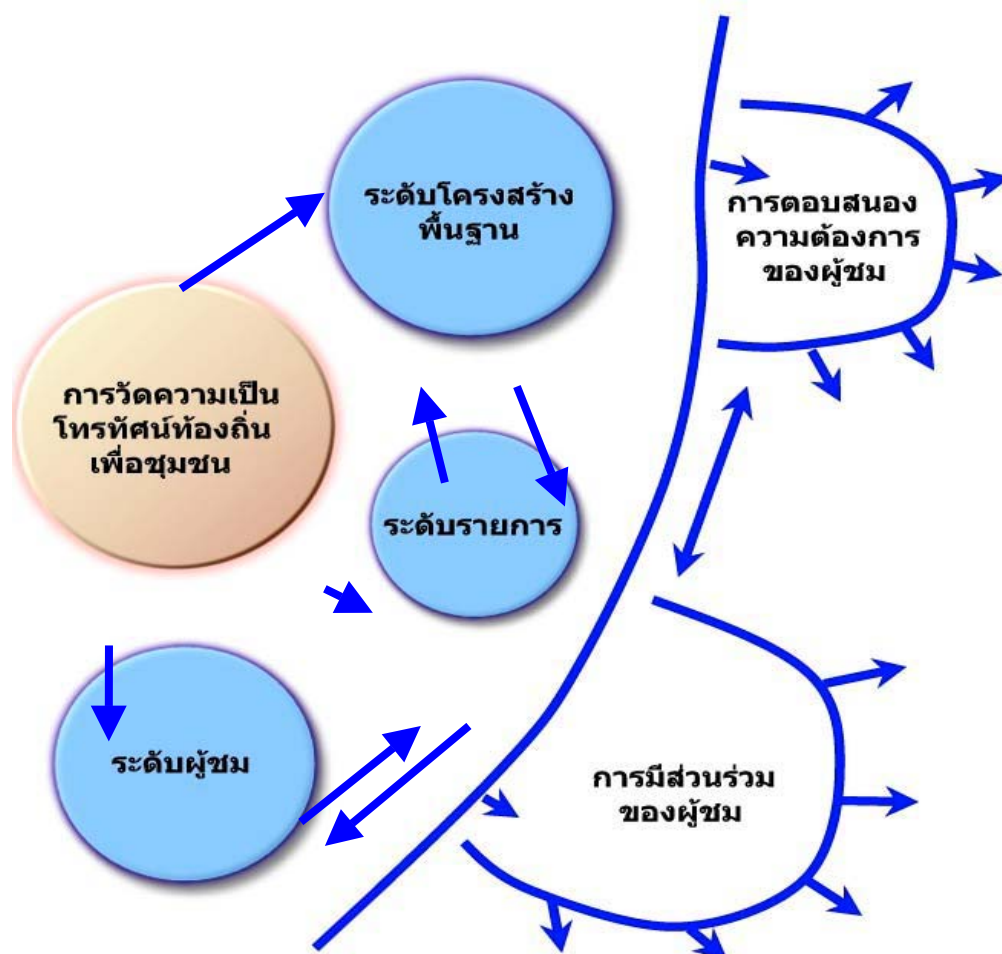 ระดับโครงสร้าง
พื้นฐาน
การตอบสนอง
ความต้องการ
ของผู้ชม
การวัดความเป็น
โทรทัศน์ท้องถิ่น
เพื่อชุมชน
ระดับรายการ
ระดับผู้ชม
การมีส่วนร่วม
ของผู้ชม